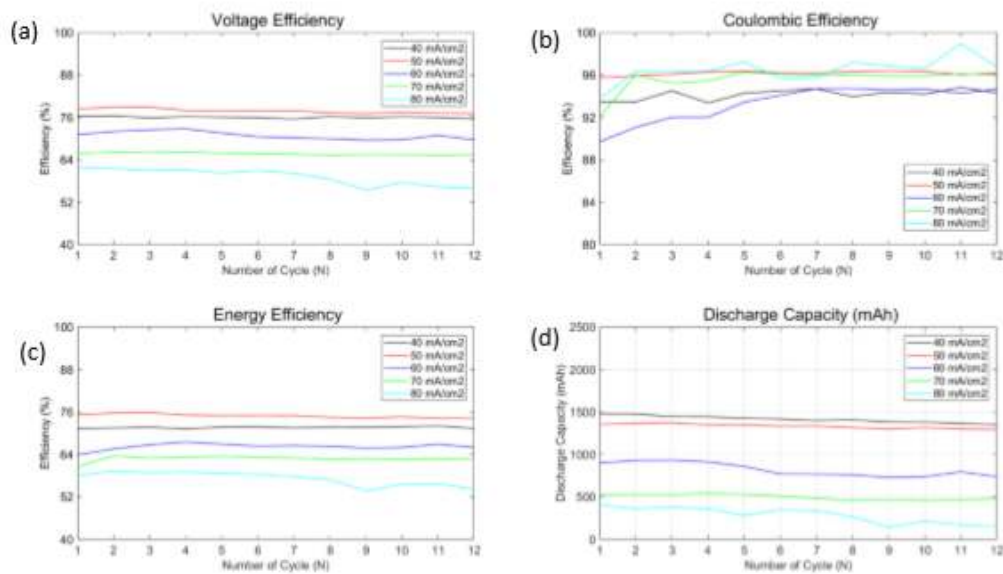 (a)
Voltage Efficiency
Efficiency (%)
100
88
76
64
52
40
40 mA/cm2
50 mA/cm2
60 mA/cm2
70 mA/cm2
80 mA/cm2
1 2 3 4 5 6 7 8 9 10 11 12
Number of Cycle (N)
(b)
Coulombic Efficiency
Efficiency (%)
100
96
92
88
84
80
40 mA/cm2
50 mA/cm2
60 mA/cm2
70 mA/cm2
80 mA/cm2
1 2 3 4 5 6 7 8 9 10 11 12
Number of Cycle (N)
(c)
Energy Efficiency
Efficiency (%)
100
88
76
64
52
40
40 mA/cm2
50 mA/cm2
60 mA/cm2
70 mA/cm2
80 mA/cm2
1 2 3 4 5 6 7 8 9 10 11 12
Number of Cycle (N)
(d)
Discharge Capacity (mAh)
Discharge Capacity (mAh)
2500
2000
1500
1000
500
0
40 mA/cm2
50 mA/cm2
60 mA/cm2
70 mA/cm2
80 mA/cm2
1 2 3 4 5 6 7 8 9 10 11 12
Number of Cycle (N)